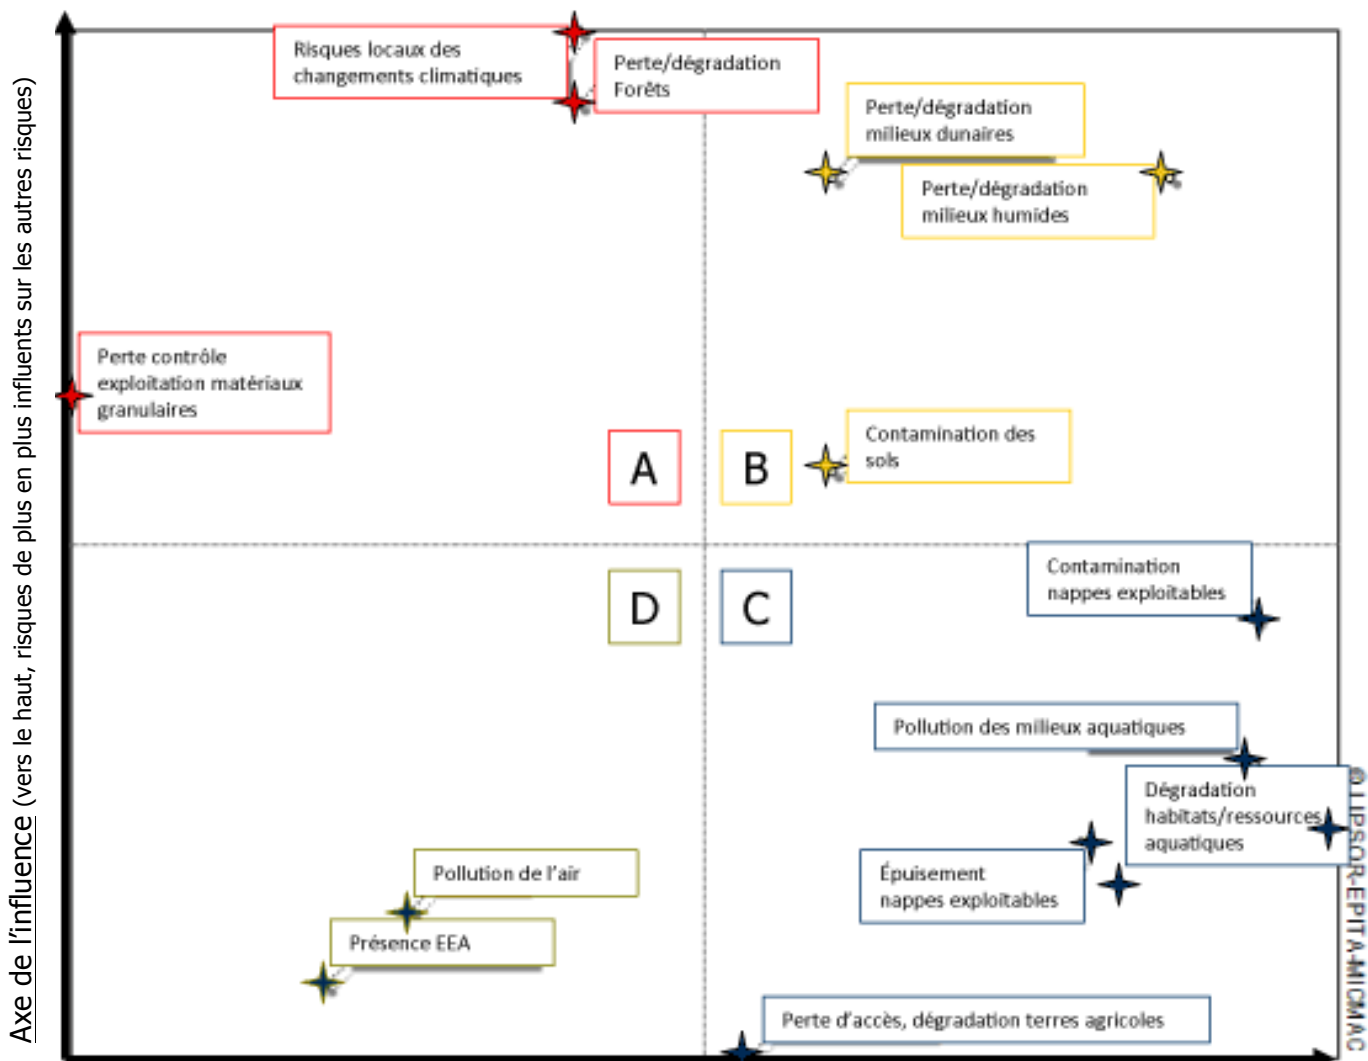 Axe de l'influence (vers le haut, risques de plus en plus influents sur les autres risques)
Risques locaux des
changements climatiques
Perte/dégradation
Forêts
Perte/dégradation
milieux dunaires
Perte/dégradation
milieux humides
Perte contrôle
exploitation matériaux
granulaires
Contamination des
sols
A
B
D
C
Contamination
nappes exploitables
Pollution des milieux aquatiques
Dégradation
habitats/ressources
aquatiques
Épuisement
nappes exploitables
Pollution de l'air
Présence EEA
Perte d'accès, dégradation terres agricoles
© LIPSOR-EPITA-MICMAC